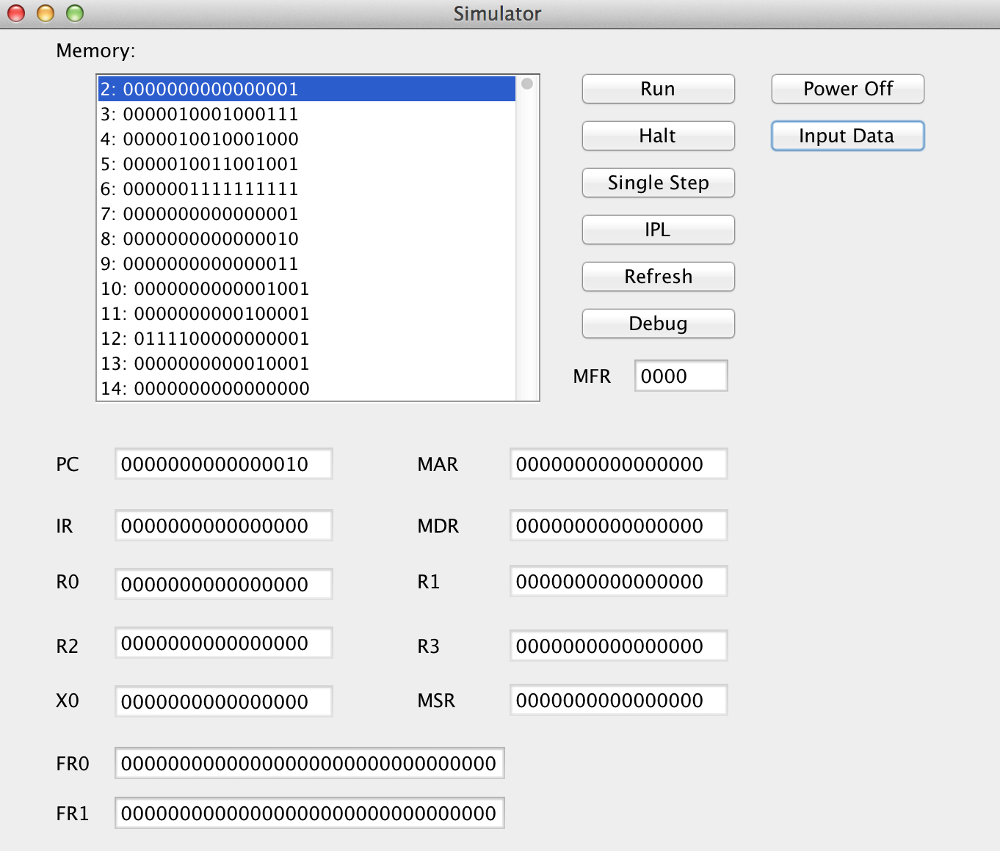 Simulator
Memory:
2: 0000000000000001
3: 0000010001000111
4: 0000010010001000
5: 0000010011001001
6: 0000001111111111
7: 0000000000000001
8: 0000000000000010
9: 0000000000000011
10: 0000000000001001
11: 0000000000100001
12: 0111100000000001
13: 0000000000010001
14: 0000000000000000
Run Power Off
Halt Input Data
Single Step
IPL
Refresh
Debug
MFR 0000
PC 0000000000000010 MAR 0000000000000000
IR 0000000000000000 MDR 0000000000000000
R0 0000000000000000 R1 0000000000000000
R2 0000000000000000 R3 0000000000000000
X0 0000000000000000 MSR 0000000000000000
FR0 00000000000000000000000000000000
FR1 00000000000000000000000000000000